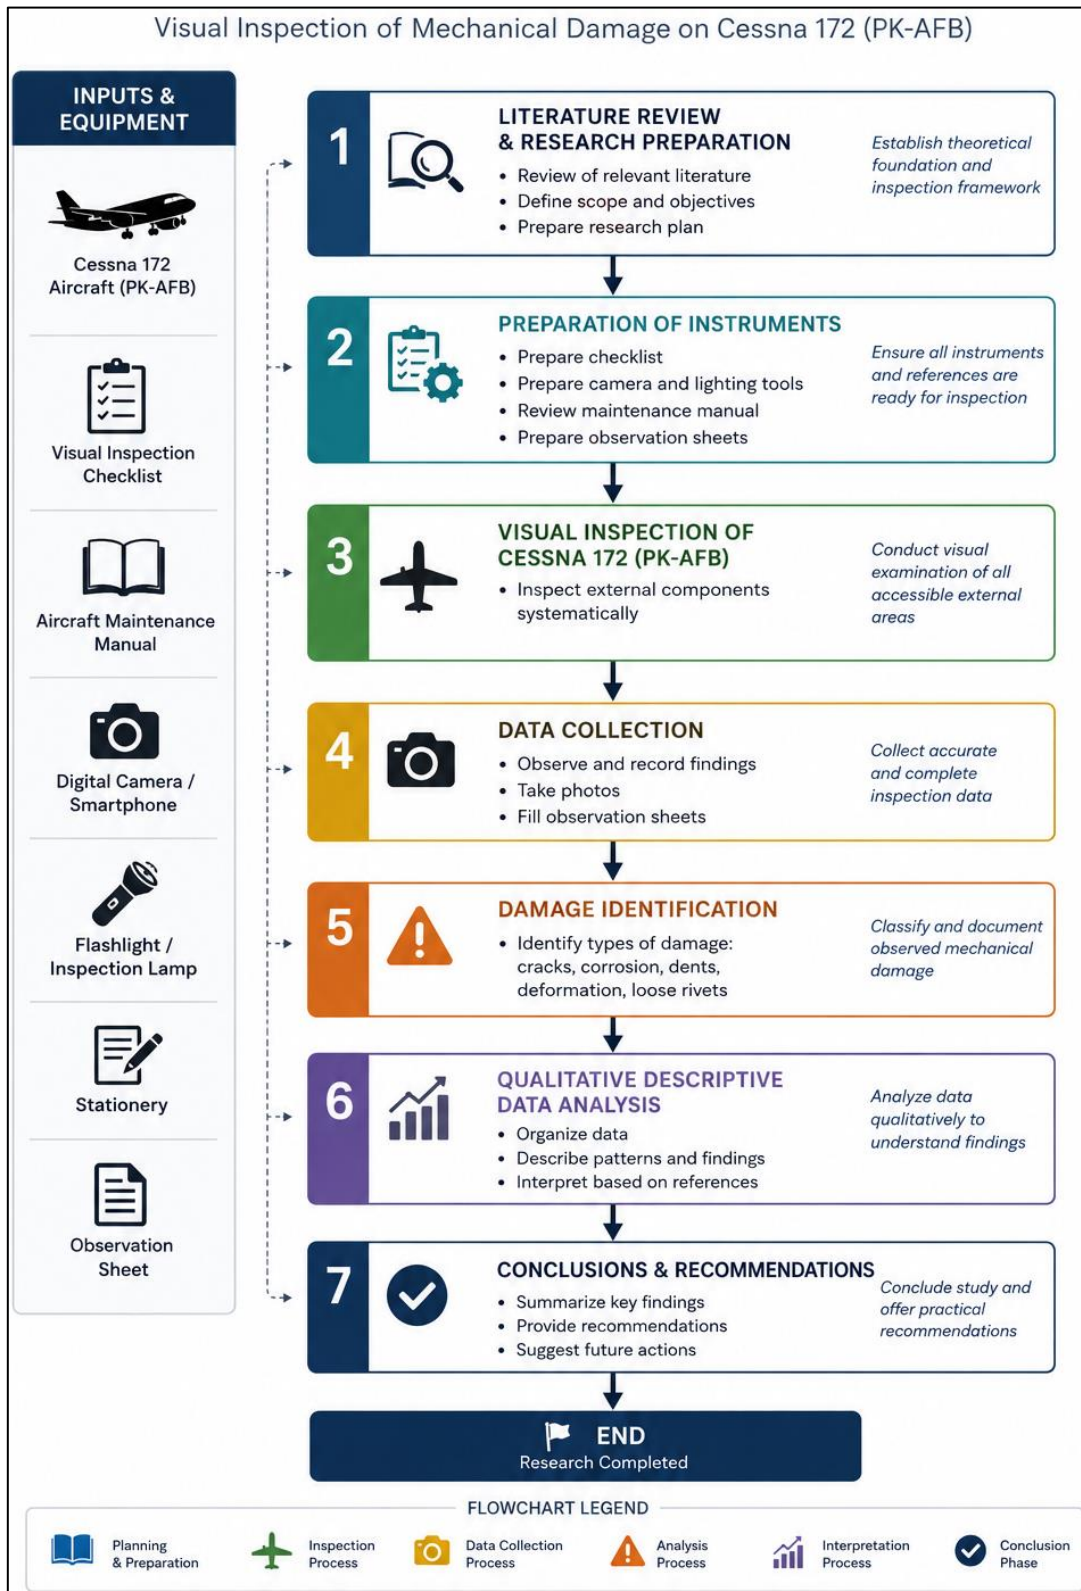 Visual Inspection of Mechanical Damage on Cessna 172 (PK-AFB)
INPUTS &
EQUIPMENT
Cessna 172
Aircraft (PK-AFB)
Visual Inspection
Checklist
Aircraft Maintenance
Manual
Digital Camera /
Smartphone
Flashlight /
Inspection Lamp
Stationery
Observation
Sheet
1
LITERATURE REVIEW
& RESEARCH PREPARATION
• Review of relevant literature
• Define scope and objectives
• Prepare research plan
Establish theoretical
foundation and
inspection framework
2
PREPARATION OF INSTRUMENTS
• Prepare checklist
• Prepare camera and lighting tools
• Review maintenance manual
• Prepare observation sheets
Ensure all instruments
and references are
ready for inspection
3
VISUAL INSPECTION OF
CESSNA 172 (PK-AFB)
• Inspect external components
systematically
Conduct visual
examination of all
accessible external
areas
4
DATA COLLECTION
• Observe and record findings
• Take photos
• Fill observation sheets
Collect accurate
and complete
inspection data
5
DAMAGE IDENTIFICATION
• Identify types of damage:
cracks, corrosion, dents,
deformation, loose rivets
Classify and document
observed mechanical
damage
6
QUALITATIVE DESCRIPTIVE
DATA ANALYSIS
• Organize data
• Describe patterns and findings
• Interpret based on references
Analyze data
qualitatively to
understand findings
7
CONCLUSIONS & RECOMMENDATIONS
• Summarize key findings
• Provide recommendations
• Suggest future actions
Conclude study and
offer practical
recommendations
END
Research Completed
FLOWCHART LEGEND
Planning
& Preparation
Inspection
Process
Data Collection
Process
Analysis
Process
Interpretation
Process
Conclusion
Phase